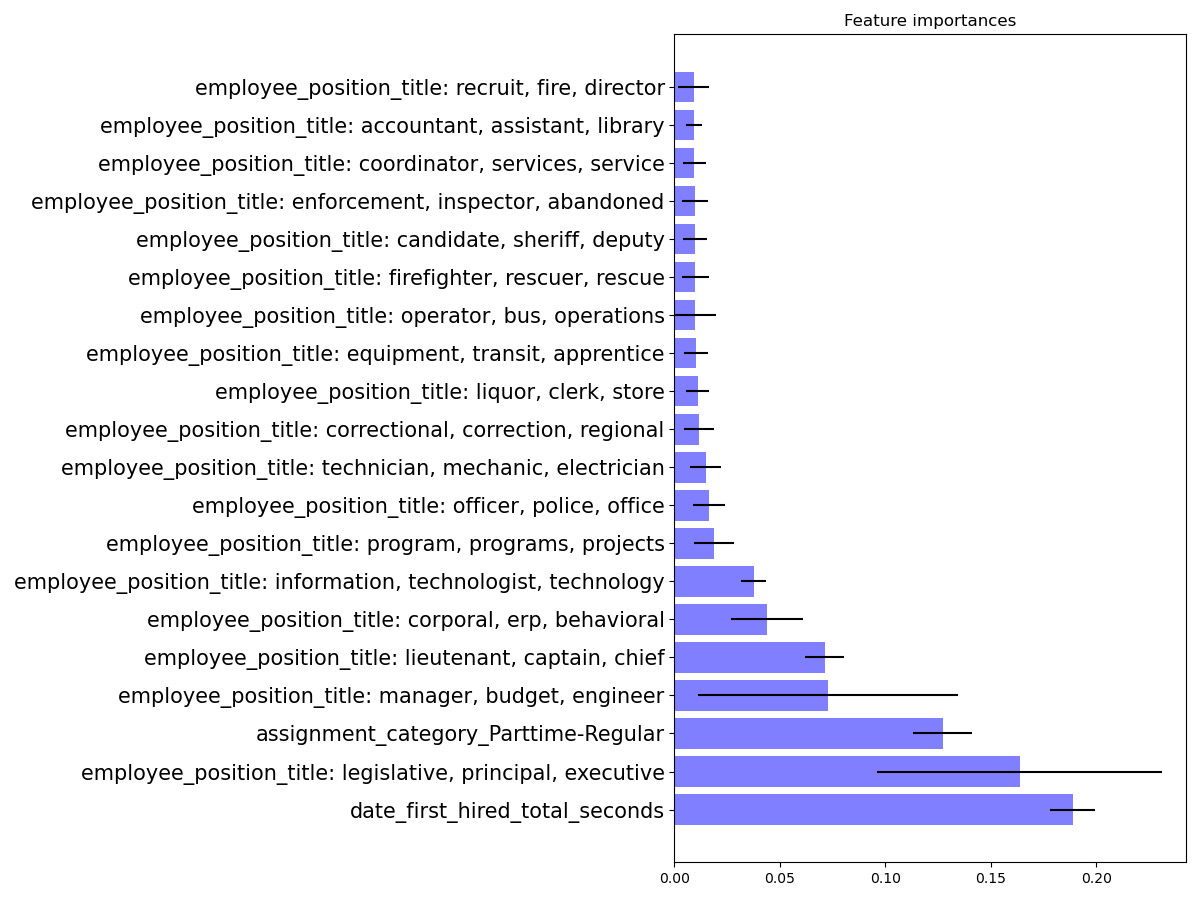 Feature importances
employee_position_title: recruit, fire, director
employee_position_title: accountant, assistant, library
employee_position_title: coordinator, services, service
employee_position_title: enforcement, inspector, abandoned
employee_position_title: candidate, sheriff, deputy
employee_position_title: firefighter, rescuer, rescue
employee_position_title: operator, bus, operations
employee_position_title: equipment, transit, apprentice
employee_position_title: liquor, clerk, store
employee_position_title: correctional, correction, regional
employee_position_title: technician, mechanic, electrician
employee_position_title: officer, police, office
employee_position_title: program, programs, projects
employee_position_title: information, technologist, technology
employee_position_title: corporal, erp, behavioral
employee_position_title: lieutenant, captain, chief
employee_position_title: manager, budget, engineer
assignment_category_Parttime-Regular
employee_position_title: legislative, principal, executive
date_first_hired_total_seconds
0.00 0.05 0.10 0.15 0.20